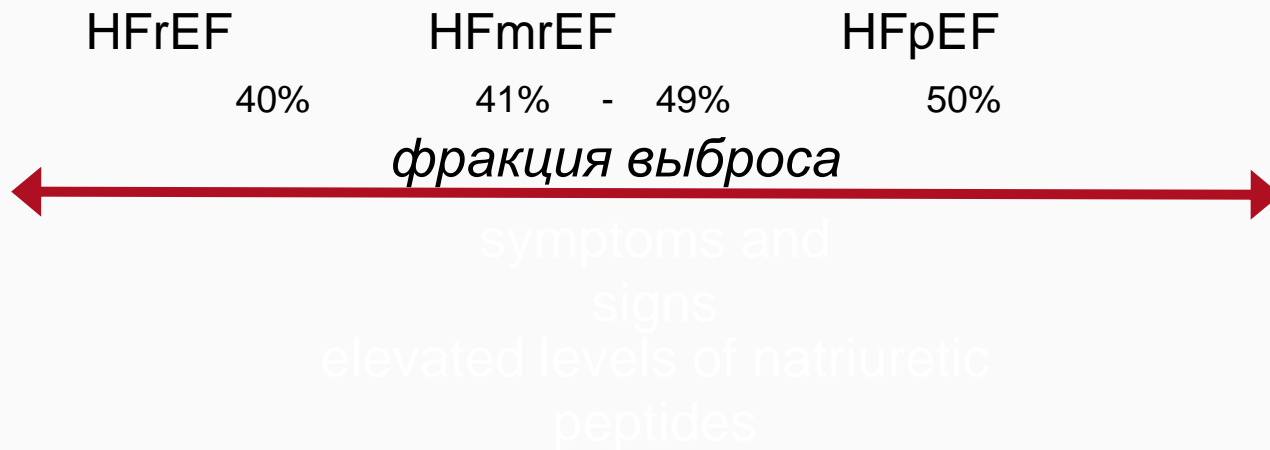 HFrEF HFmrEF HFpEF
40% 41% - 49% 50%
фракция выброса
symptoms and
signs
elevated levels of natriuretic
peptides